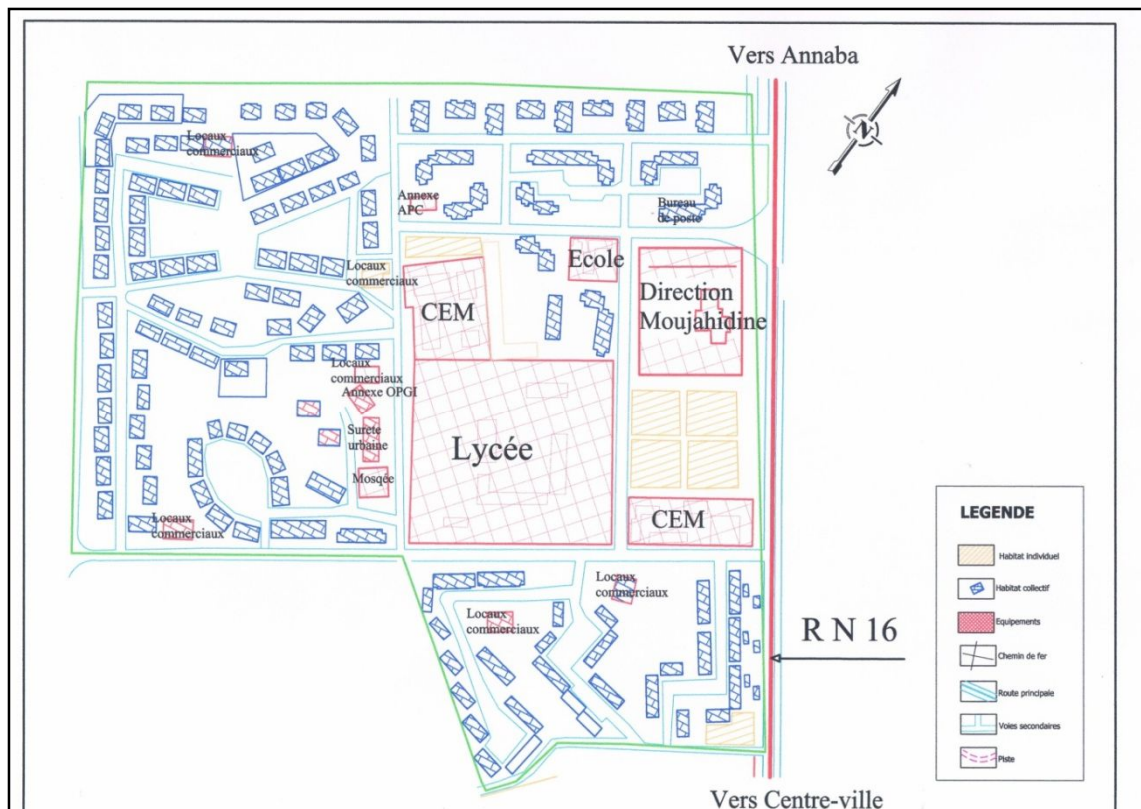 Vers Annaba
N
Locaux
commerciaux
Annexe
APC
Bureau
de poste
Ecole
Locaux
commerciaux
Direction
Moujahidine
CEM
Locaux
commerciaux
Annexe OPGI
Surete
urbaine
Lycée
Mosqée
CEM
Locaux
commerciaux
Locaux
commerciaux
Locaux
commerciaux
R N 16
Vers Centre-ville
LEGENDE
Habitat individuel
Habitat collectif
Equipements
Chemin de fer
Route principale
Voies secondaires
Piste